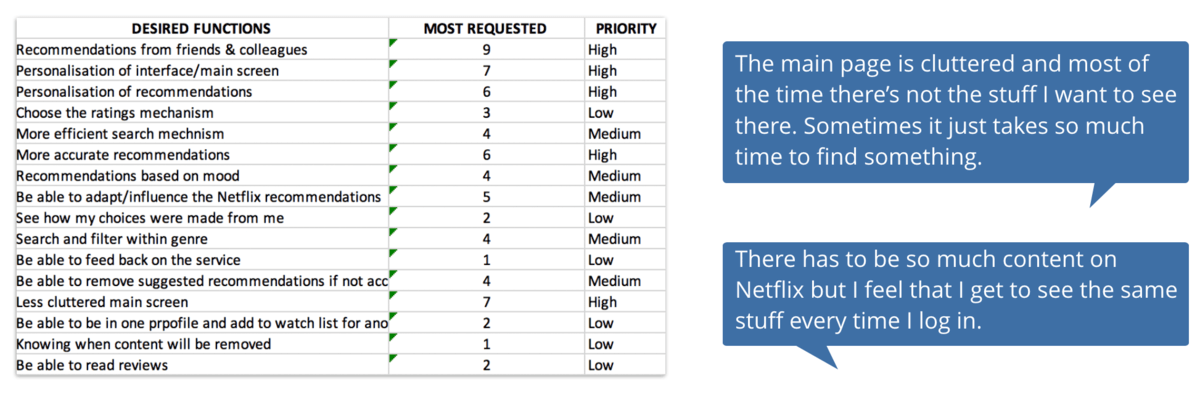 DESIRED FUNCTIONS MOST REQUESTED PRIORITY
Recommendations from friends & colleagues 9 High
Personalisation of interface/main screen 7 High
Personalisation of recommendations 6 High
Choose the ratings mechanism 3 Low
More efficient search mechnism 4 Medium
More accurate recommendations 6 High
Recommendations based on mood 4 Medium
Be able to adapt/influence the Netflix recommendations 5 Medium
See how my choices were made from me 2 Low
Search and filter within genre 4 Medium
Be able to feed back on the service 1 Low
Be able to remove suggested recommendations if not acc 4 Medium
Less cluttered main screen 7 High
Be able to be in one prpofile and add to watch list for ano 2 Low
Knowing when content will be removed 1 Low
Be able to read reviews 2 Low
The main page is cluttered and most of
the time there's not the stuff I want to see
there. Sometimes it just takes so much
time to find something.
There has to be so much content on
Netflix but I feel that I get to see the same
stuff every time I log in.